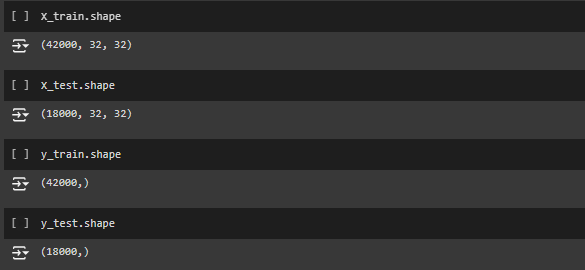 [ ] X_train.shape
(42000, 32, 32)
[ ] X_test.shape
(18000, 32, 32)
[ ] y_train.shape
(42000,)
[ ] y_test.shape
(18000,)